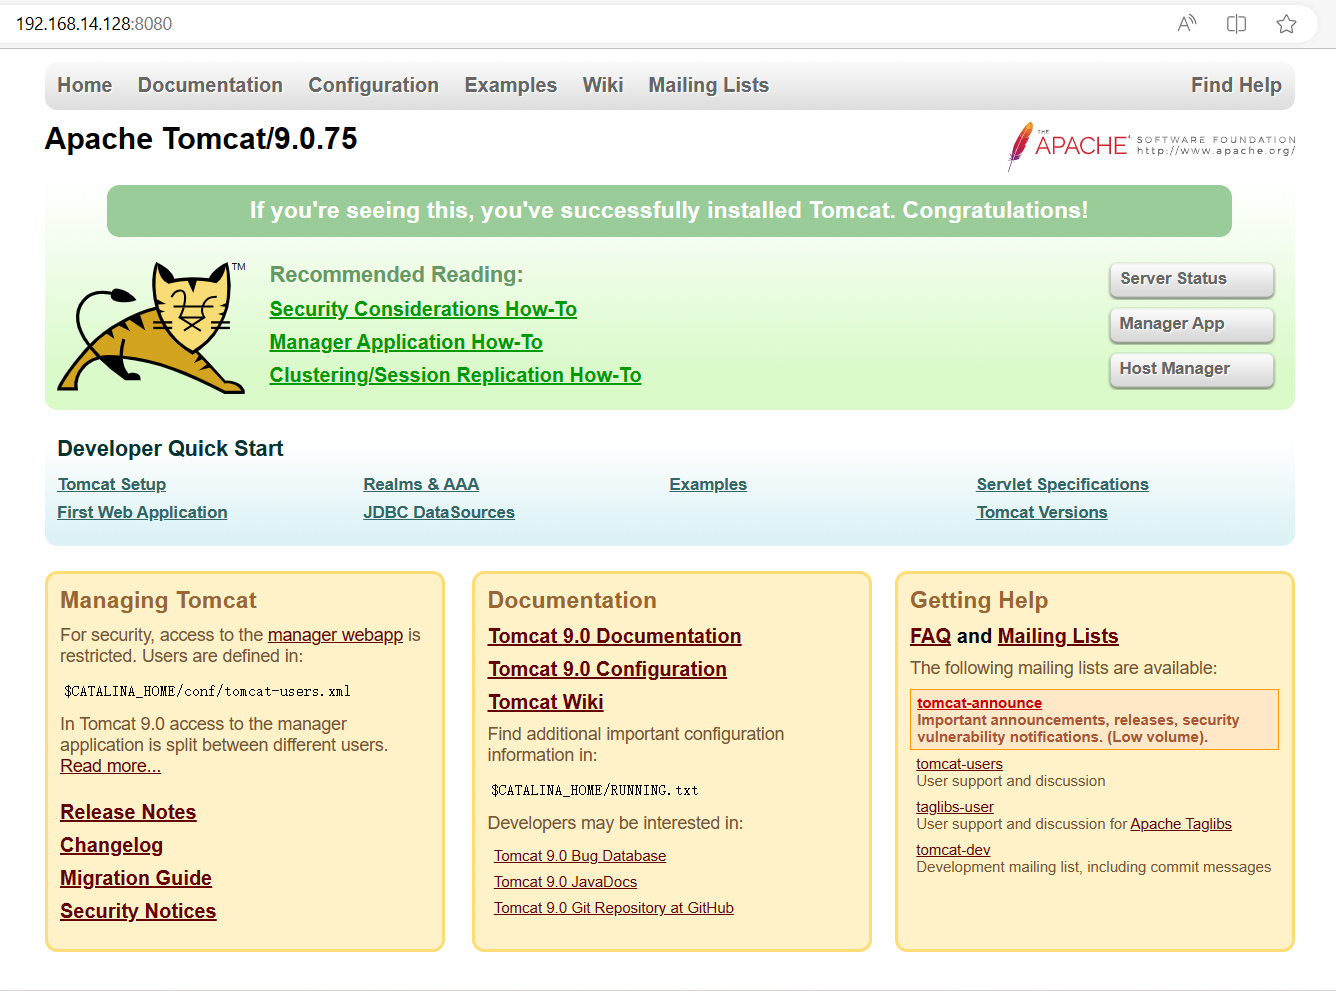 192.168.14.128:8080
Home Documentation Configuration Examples Wiki Mailing Lists Find Help
Apache Tomcat/9.0.75
THE APACHE SOFTWARE FOUNDATION
http://www.apache.org/
If you're seeing this, you've successfully installed Tomcat. Congratulations!
TM
Recommended Reading:
Security Considerations How-To
Manager Application How-To
Clustering/Session Replication How-To
Server Status
Manager App
Host Manager
Developer Quick Start
Tomcat Setup
First Web Application
Realms & AAA
JDBC DataSources
Examples
Servlet Specifications
Tomcat Versions
Managing Tomcat
For security, access to the manager webapp is
restricted. Users are defined in:
$CATALINA_HOME/conf/tomcat-users.xml
In Tomcat 9.0 access to the manager
application is split between different users.
Read more...
Release Notes
Changelog
Migration Guide
Security Notices
Documentation
Tomcat 9.0 Documentation
Tomcat 9.0 Configuration
Tomcat Wiki
Find additional important configuration
information in:
$CATALINA_HOME/RUNNING.txt
Developers may be interested in:
Tomcat 9.0 Bug Database
Tomcat 9.0 JavaDocs
Tomcat 9.0 Git Repository at GitHub
Getting Help
FAQ and Mailing Lists
The following mailing lists are available:
tomcat-announce
Important announcements, releases, security
vulnerability notifications. (Low volume).
tomcat-users
User support and discussion
taglibs-user
User support and discussion for Apache Taglibs
tomcat-dev
Development mailing list, including commit messages